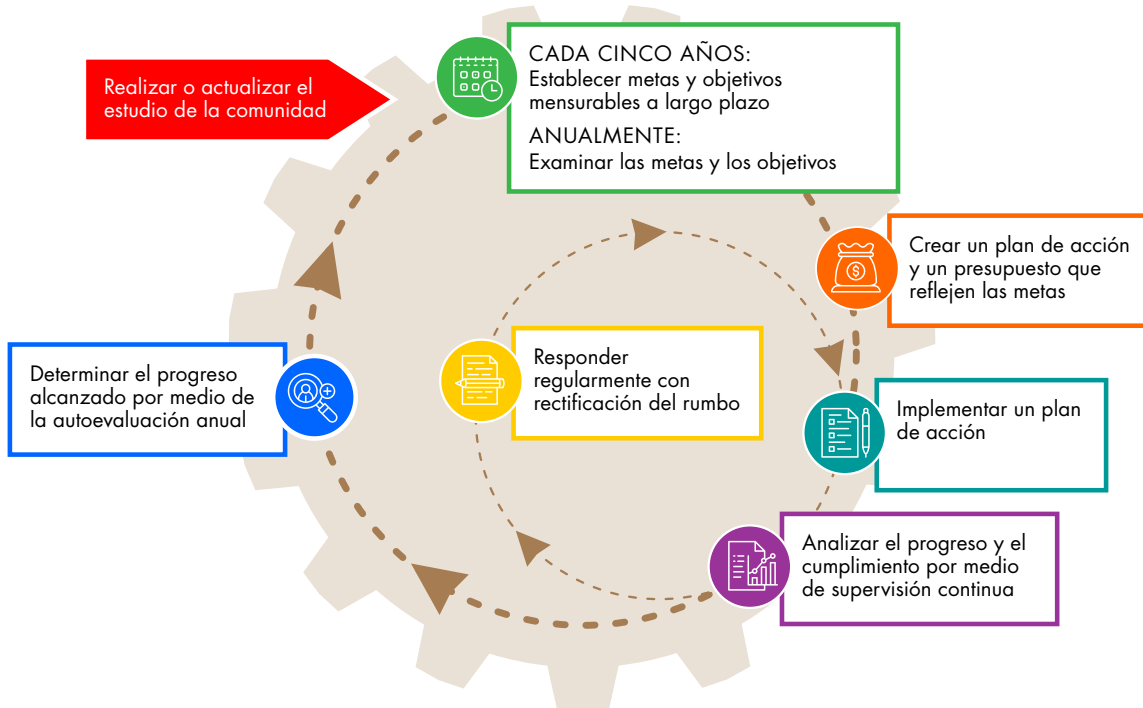 Realizar o actualizar el
estudio de la comunidad
CADA CINCO AÑOS:
Establecer metas y objetivos
mensurables a largo plazo
ANUALMENTE:
Examinar las metas y los objetivos
Crear un plan de acción
y un presupuesto que
reflejen las metas
Implementar un plan
de acción
Analizar el progreso y el
cumplimiento por medio
de supervisión continua
Responder
regularmente con
rectificación del rumbo
Determinar el progreso
alcanzado por medio de
la autoevaluación anual